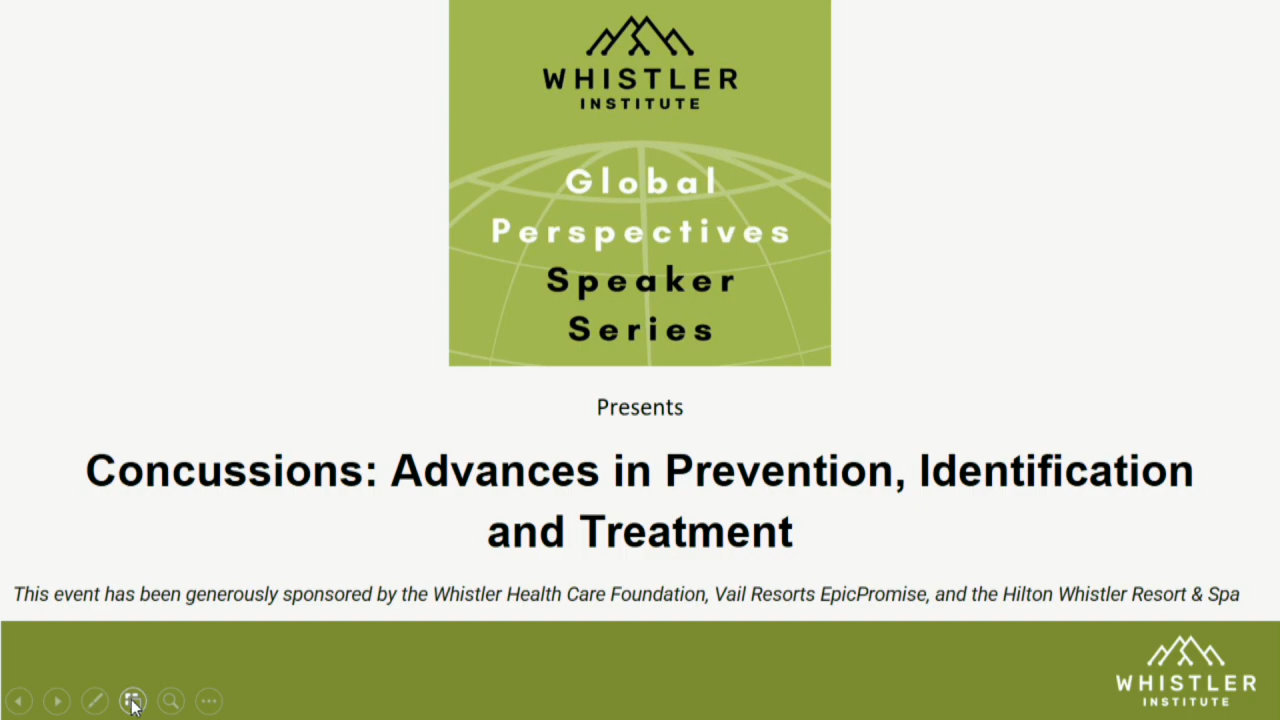 WHISTLER
INSTITUTE
Global
Perspectives
Speaker
Series
Presents
Concussions: Advances in Prevention, Identification
and Treatment
This event has been generously sponsored by the Whistler Health Care Foundation, Vail Resorts EpicPromise, and the Hilton Whistler Resort & Spa
WHISTLER
INSTITUTE